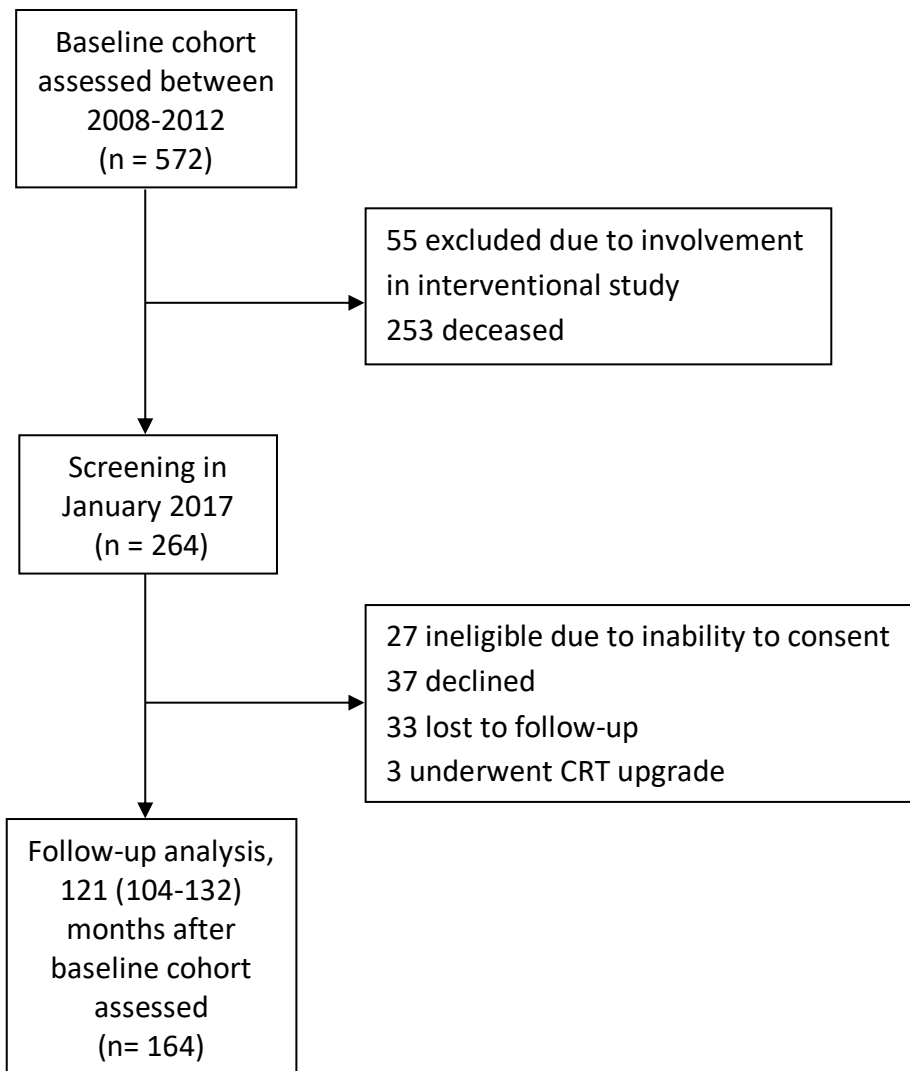 Baseline cohort
assessed between
2008-2012
(n = 572)
55 excluded due to involvement
in interventional study
253 deceased
Screening in
January 2017
(n = 264)
27 ineligible due to inability to consent
37 declined
33 lost to follow-up
3 underwent CRT upgrade
Follow-up analysis,
121 (104-132)
months after
baseline cohort
assessed
(n= 164)